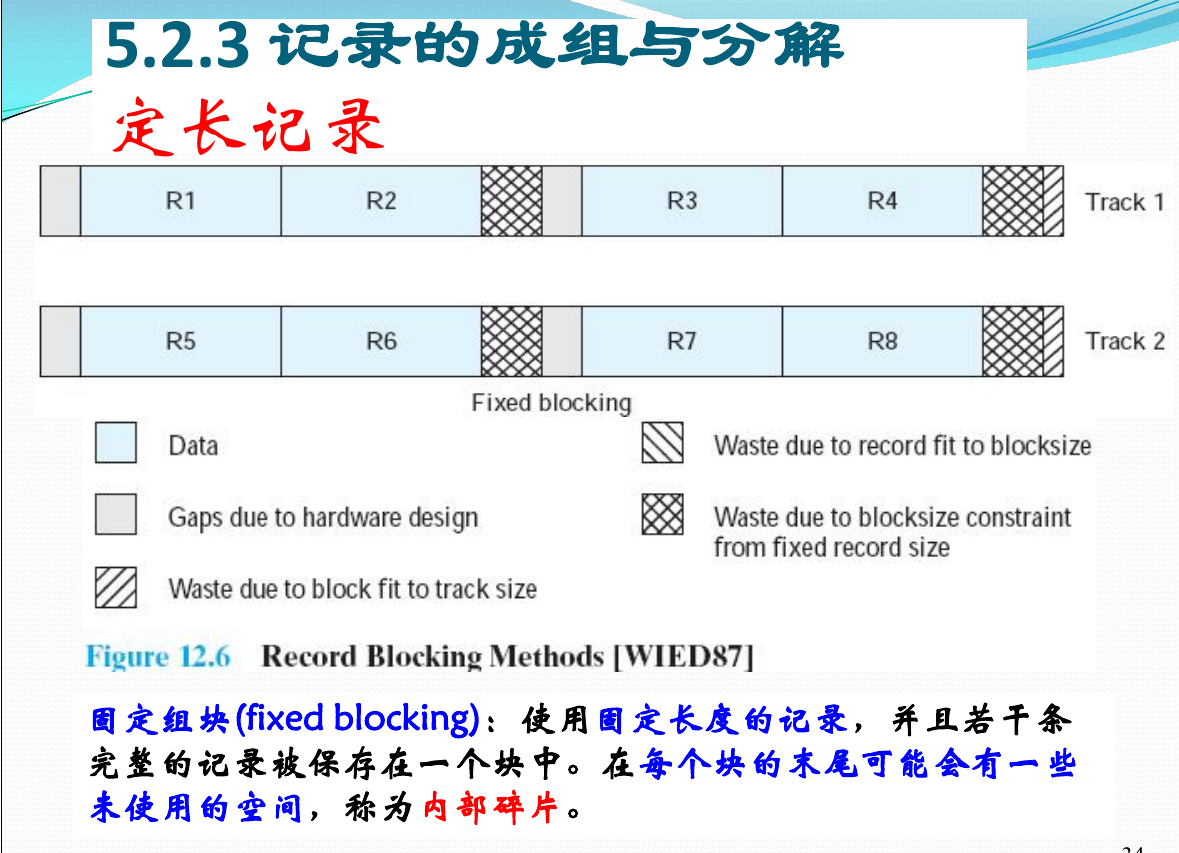 5.2.3 记录的成组与分解
定长记录
R1 R2 R3 R4 Track 1
R5 R6 R7 R8 Track 2
Fixed blocking
Data
Waste due to record fit to blocksize
Gaps due to hardware design
Waste due to blocksize constraint
from fixed record size
Waste due to block fit to track size
Figure 12.6 Record Blocking Methods [WIED87]
固定组块(fixed blocking)：使用固定长度的记录，并且若干条
完整的记录被保存在一个块中。在每个块的末尾可能会有一些
未使用的空间，称为内部碎片。